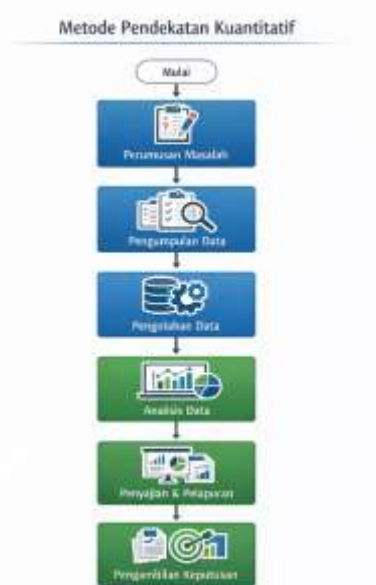 Metode Pendekatan Kuantitatif
Mulai
Perumusan Masalah
Pengumpulan Data
Pengolahan Data
Analisis Data
Penyajian & Pelaporan
Pengambilan Keputusan